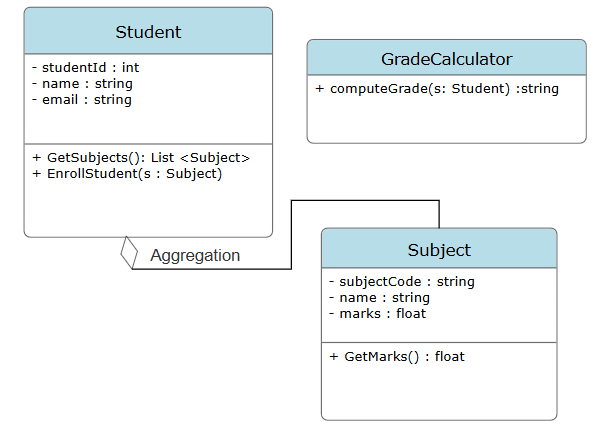 Student
- studentId : int
- name : string
- email : string
+ GetSubjects(): List <Subject>
+ EnrollStudent(s : Subject)
GradeCalculator
+ computeGrade(s: Student) :string
Aggregation
Subject
- subjectCode : string
- name : string
- marks : float
+ GetMarks() : float